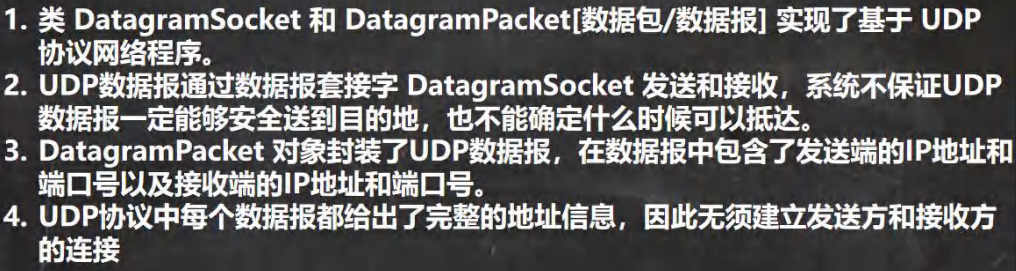 1. 类 DatagramSocket 和 DatagramPacket[数据包/数据报] 实现了基于 UDP
协议网络程序。
2. UDP数据报通过数据报套接字 DatagramSocket 发送和接收，系统不保证UDP
数据报一定能够安全送到目的地，也不能确定什么时候可以抵达。
3. DatagramPacket 对象封装了UDP数据报，在数据报中包含了发送端的IP地址和
端口号以及接收端的IP地址和端口号。
4. UDP协议中每个数据报都给出了完整的地址信息，因此无须建立发送方和接收方
的连接